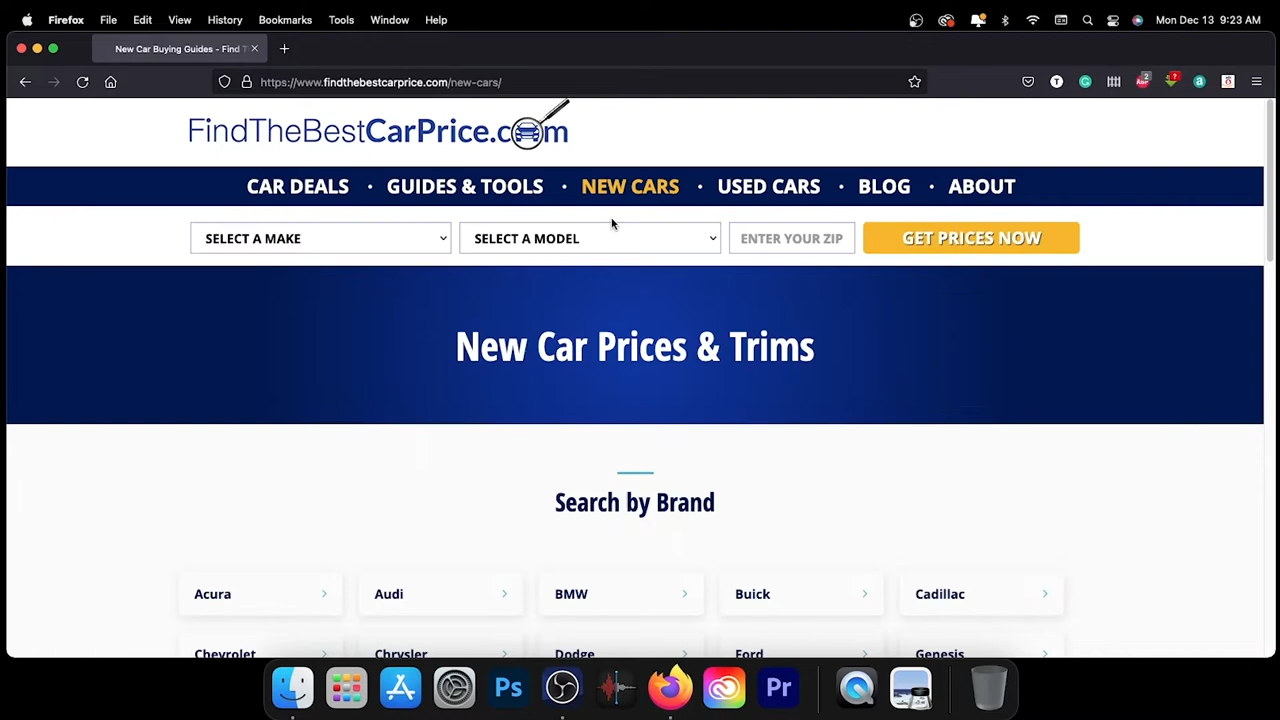 Firefox File Edit View History Bookmarks Tools Window Help Mon Dec 13 9:23 AM
New Car Buying Guides - Find T
https://www.findthebestcarprice.com/new-cars/
FindTheBestCarPrice.com
CAR DEALS • GUIDES & TOOLS • NEW CARS • USED CARS • BLOG • ABOUT
SELECT A MAKE SELECT A MODEL ENTER YOUR ZIP GET PRICES NOW
New Car Prices & Trims
Search by Brand
Acura Audi BMW Buick Cadillac
Chevrolet Chrysler Dodge Ford Genesis
Ps Pr